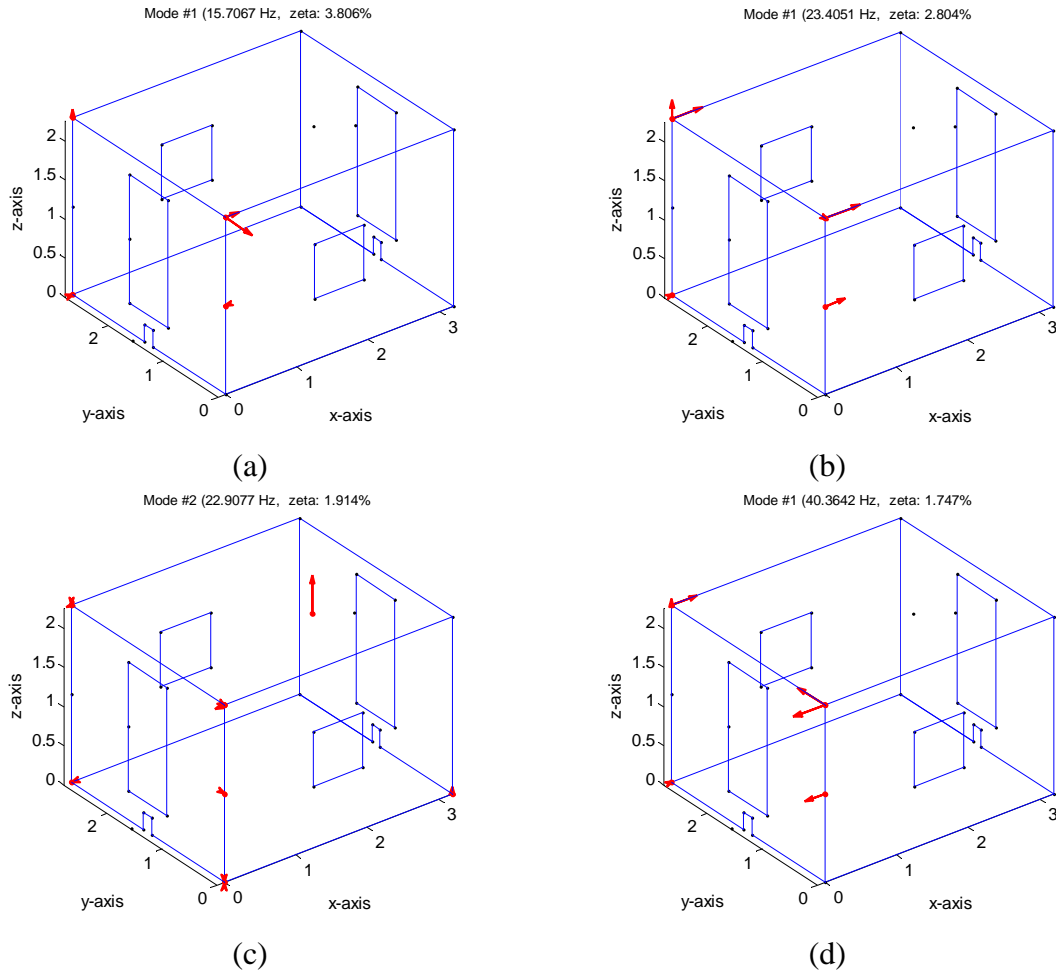 Mode #1 (15.7067 Hz, zeta: 3.806%
2
1.5
1
0.5
0
z-axis
2
1
0
y-axis
0
1
2
3
x-axis
(a)
Mode #1 (23.4051 Hz, zeta: 2.804%
2
1.5
1
0.5
0
z-axis
2
1
0
y-axis
0
1
2
3
x-axis
(b)
Mode #2 (22.9077 Hz, zeta: 1.914%
2
1.5
1
0.5
0
z-axis
2
1
0
y-axis
0
1
2
3
x-axis
(c)
Mode #1 (40.3642 Hz, zeta: 1.747%
2
1.5
1
0.5
0
z-axis
2
1
0
y-axis
0
1
2
3
x-axis
(d)